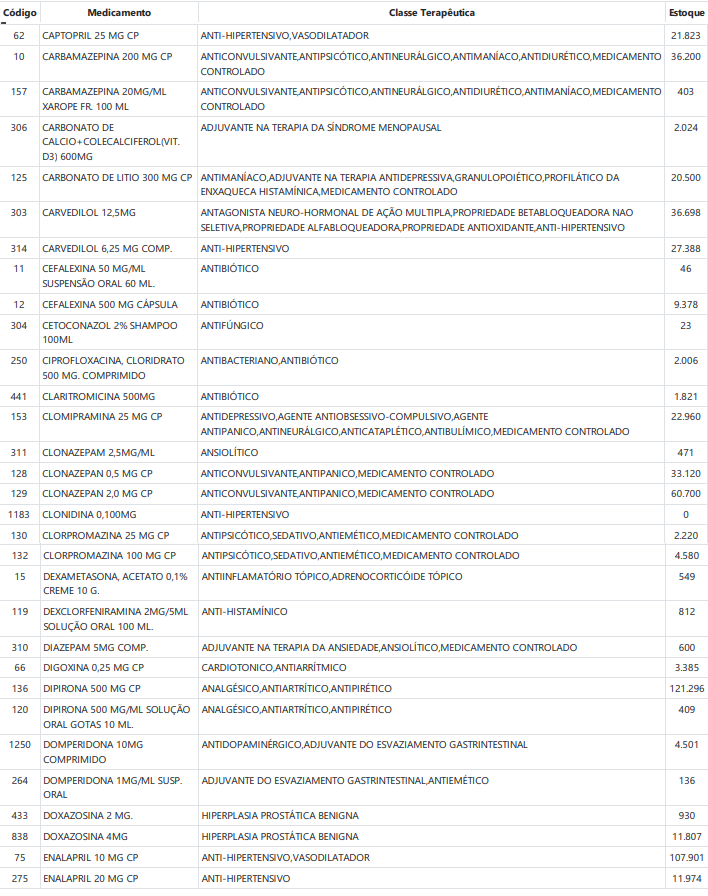 Código Medicamento Classe Terapêutica Estoque
62 CAPTOPRIL 25 MG CP ANTI-HIPERTENSIVO,VASODILATADOR 21.823
10 CARBAMAZEPINA 200 MG CP ANTICONVULSIVANTE,ANTIPSICÓTICO,ANTINEURÁLGICO,ANTIMANÍACO,ANTIDIURÉTICO,MEDICAMENTO 36.200
CONTROLADO
157 CARBAMAZEPINA 20MG/ML ANTICONVULSIVANTE,ANTIPSICÓTICO,ANTINEURÁLGICO,ANTIDIURÉTICO,ANTIMANÍACO,MEDICAMENTO 403
XAROPE FR. 100 ML CONTROLADO
306 CARBONATO DE ADJUVANTE NA TERAPIA DA SÍNDROME MENOPAUSAL 2.024
CALCIO+COLECALCIFEROL(VIT.
D3) 600MG
125 CARBONATO DE LITIO 300 MG CP ANTIMANÍACO,ADJUVANTE NA TERAPIA ANTIDEPRESSIVA,GRANULOPOIÉTICO,PROFILÁTICO DA 20.500
ENXAQUECA HISTAMÍNICA,MEDICAMENTO CONTROLADO
303 CARVEDILOL 12,5MG ANTAGONISTA NEURO-HORMONAL DE AÇÃO MULTIPLA,PROPRIEDADE BETABLOQUEADORA NAO 36.698
SELETIVA,PROPRIEDADE ALFABLOQUEADORA,PROPRIEDADE ANTIOXIDANTE,ANTI-HIPERTENSIVO
314 CARVEDILOL 6,25 MG COMP. ANTI-HIPERTENSIVO 27.388
11 CEFALEXINA 50 MG/ML ANTIBIÓTICO 46
SUSPENSÃO ORAL 60 ML.
12 CEFALEXINA 500 MG CÁPSULA ANTIBIÓTICO 9.378
304 CETOCONAZOL 2% SHAMPOO ANTIFÚNGICO 23
100ML
250 CIPROFLOXACINA, CLORIDRATO ANTIBACTERIANO,ANTIBIÓTICO 2.006
500 MG. COMPRIMIDO
441 CLARITROMICINA 500MG ANTIBIÓTICO 1.821
153 CLOMIPRAMINA 25 MG CP ANTIDEPRESSIVO,AGENTE ANTIOBSESSIVO-COMPULSIVO,AGENTE 22.960
ANTIPANICO,ANTINEURÁLGICO,ANTICATAPLÉTICO,ANTIBULÍMICO,MEDICAMENTO CONTROLADO
311 CLONAZEPAM 2,5MG/ML ANSIOLÍTICO 471
128 CLONAZEPAN 0,5 MG CP ANTICONVULSIVANTE,ANTIPANICO,MEDICAMENTO CONTROLADO 33.120
129 CLONAZEPAN 2,0 MG CP ANTICONVULSIVANTE,ANTIPANICO,MEDICAMENTO CONTROLADO 60.700
1183 CLONIDINA 0,100MG ANTI-HIPERTENSIVO 0
130 CLORPROMAZINA 25 MG CP ANTIPSICÓTICO,SEDATIVO,ANTIEMÉTICO,MEDICAMENTO CONTROLADO 2.220
132 CLORPROMAZINA 100 MG CP ANTIPSICÓTICO,SEDATIVO,ANTIEMÉTICO,MEDICAMENTO CONTROLADO 4.580
15 DEXAMETASONA, ACETATO 0,1% ANTIINFLAMATÓRIO TÓPICO,ADRENOCORTICÓIDE TÓPICO 549
CREME 10 G.
119 DEXCLORFENIRAMINA 2MG/5ML ANTI-HISTAMÍNICO 812
SOLUÇÃO ORAL 100 ML.
310 DIAZEPAM 5MG COMP. ADJUVANTE NA TERAPIA DA ANSIEDADE,ANSIOLÍTICO,MEDICAMENTO CONTROLADO 600
66 DIGOXINA 0,25 MG CP CARDIOTONICO,ANTIARRÍTMICO 3.385
136 DIPIRONA 500 MG CP ANALGÉSICO,ANTIARTRÍTICO,ANTIPIRÉTICO 121.296
120 DIPIRONA 500 MG/ML SOLUÇÃO ANALGÉSICO,ANTIARTRÍTICO,ANTIPIRÉTICO 409
ORAL GOTAS 10 ML.
1250 DOMPERIDONA 10MG ANTIDOPAMINÉRGICO,ADJUVANTE DO ESVAZIAMENTO GASTRINTESTINAL 4.501
COMPRIMIDO
264 DOMPERIDONA 1MG/ML SUSP. ADJUVANTE DO ESVAZIAMENTO GASTRINTESTINAL,ANTIEMÉTICO 136
ORAL
433 DOXAZOSINA 2 MG. HIPERPLASIA PROSTÁTICA BENIGNA 930
838 DOXAZOSINA 4MG HIPERPLASIA PROSTÁTICA BENIGNA 11.807
75 ENALAPRIL 10 MG CP ANTI-HIPERTENSIVO,VASODILATADOR 107.901
275 ENALAPRIL 20 MG CP ANTI-HIPERTENSIVO 11.974